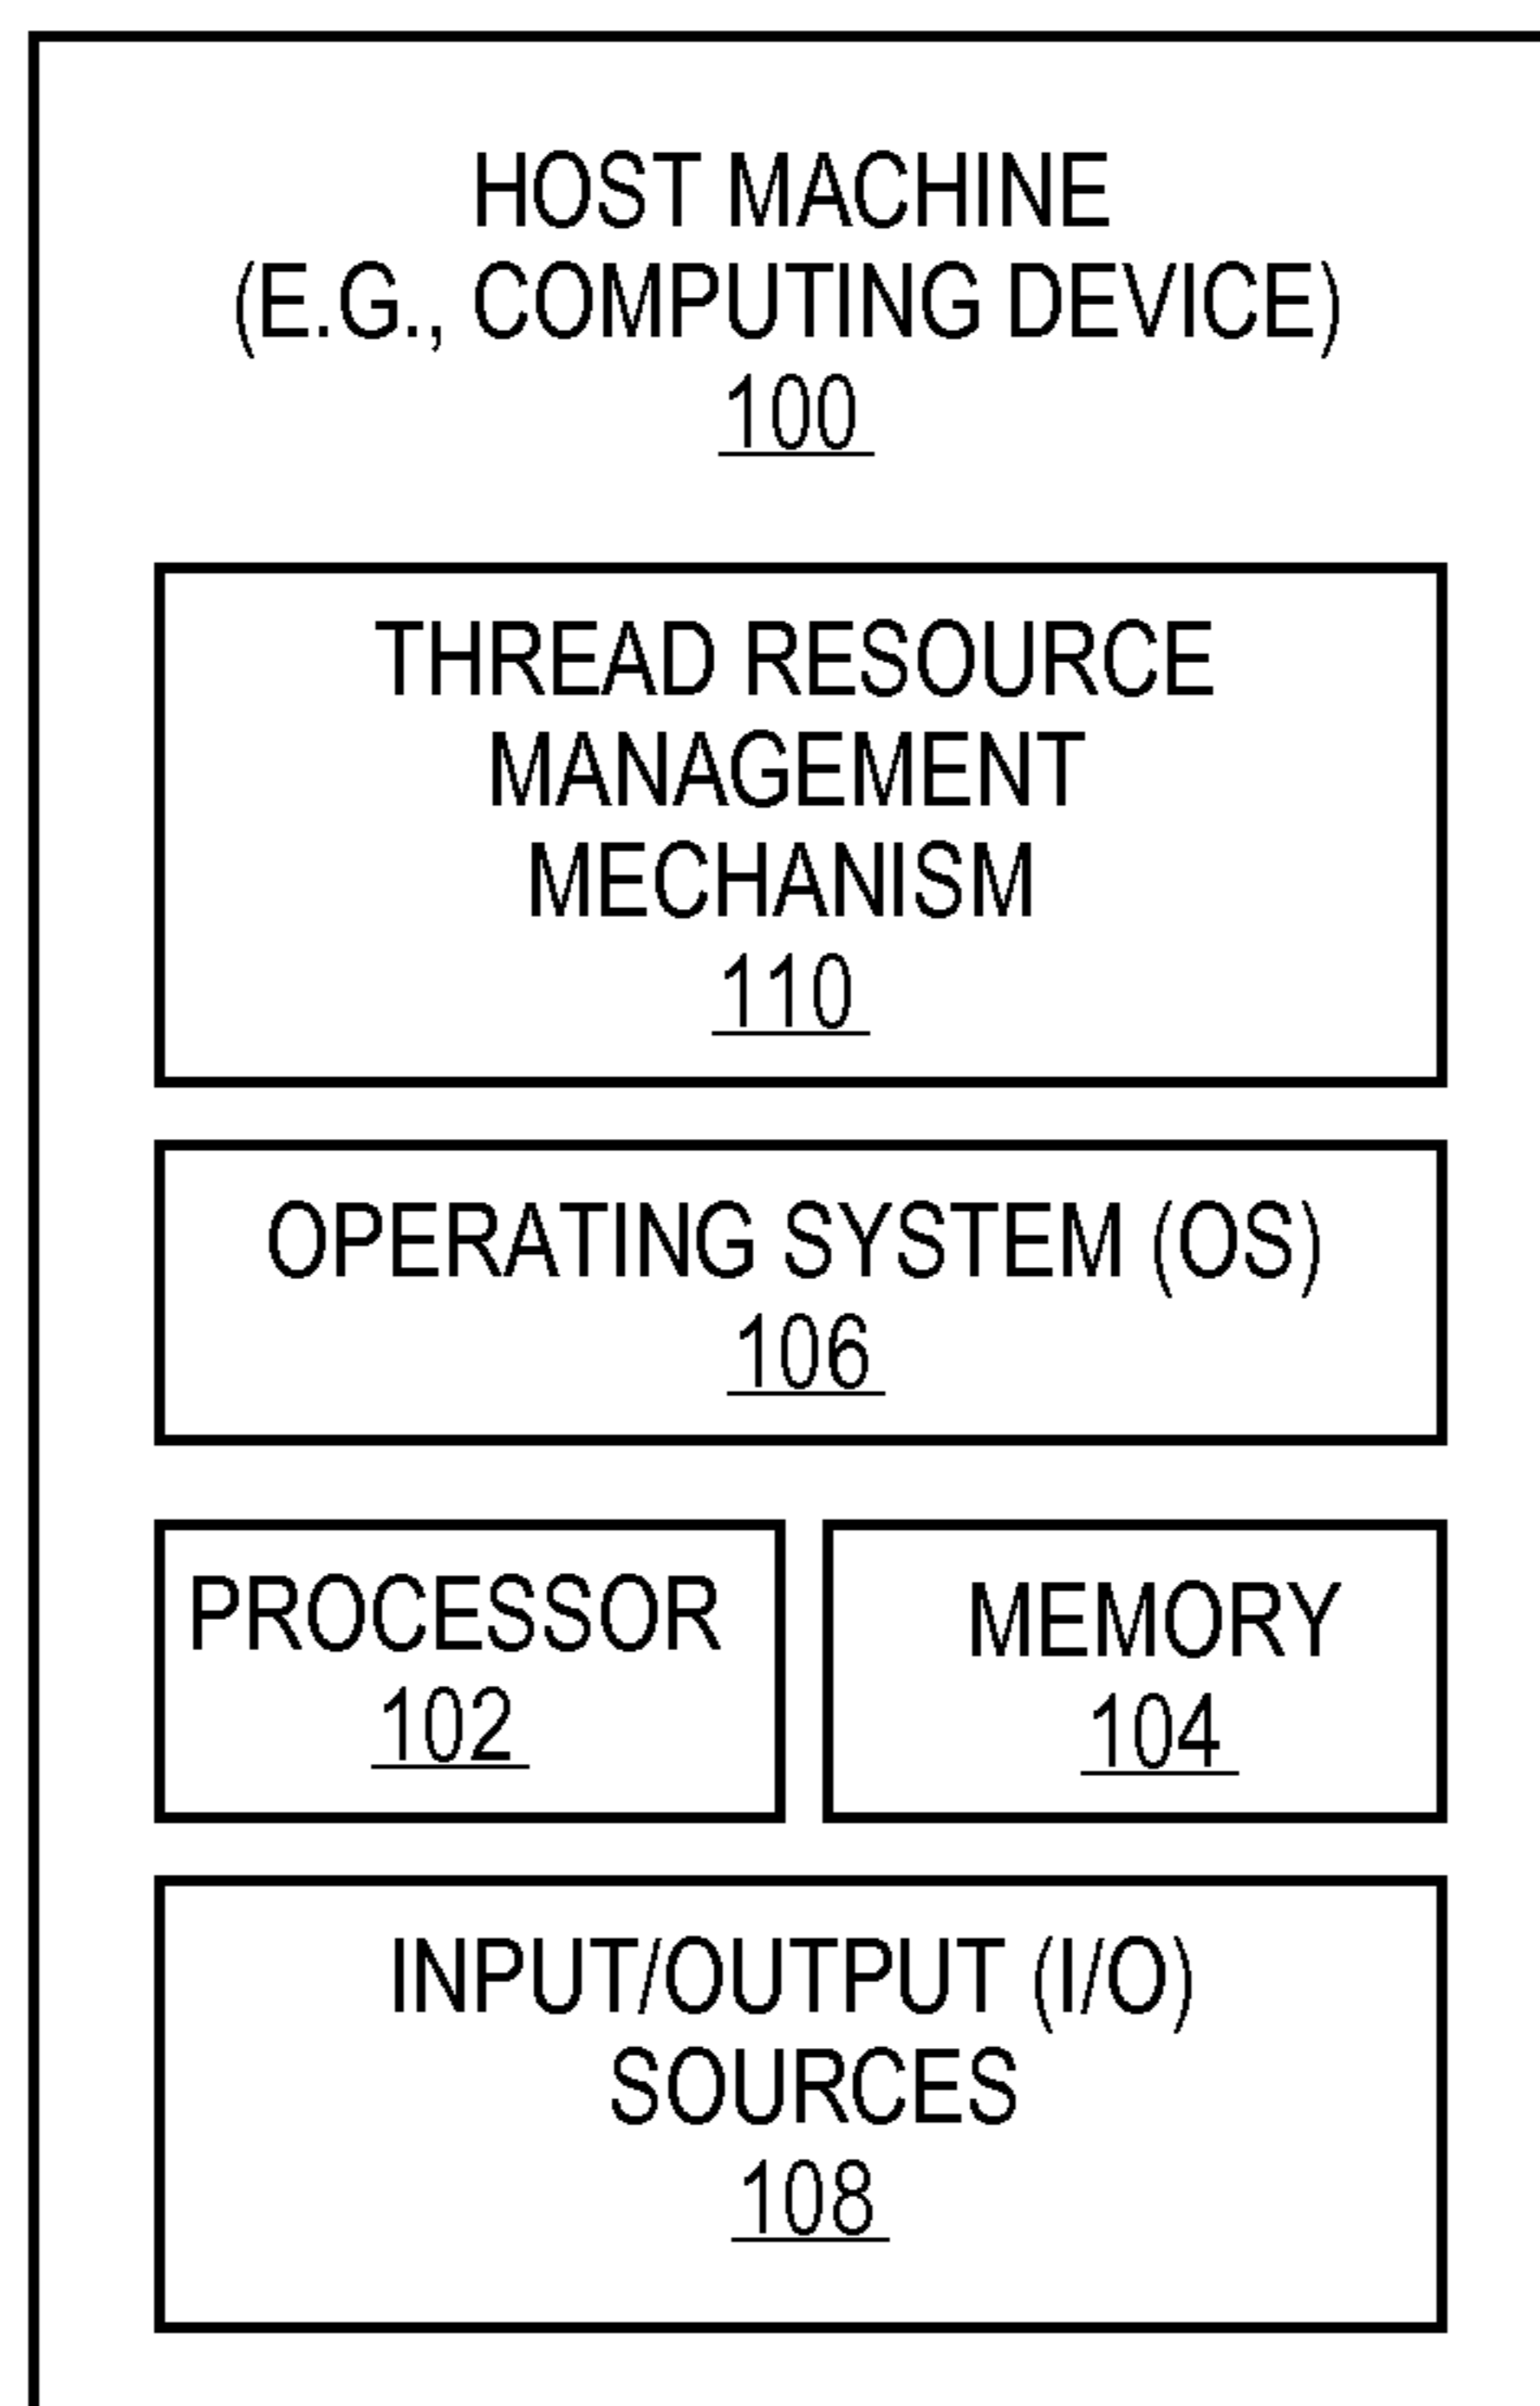 HOST MACHINE
(E.G., COMPUTING DEVICE)
100
THREAD RESOURCE
MANAGEMENT
MECHANISM
110
OPERATING SYSTEM (OS)
106
PROCESSOR
102
MEMORY
104
INPUT/OUTPUT (I/O)
SOURCES
108